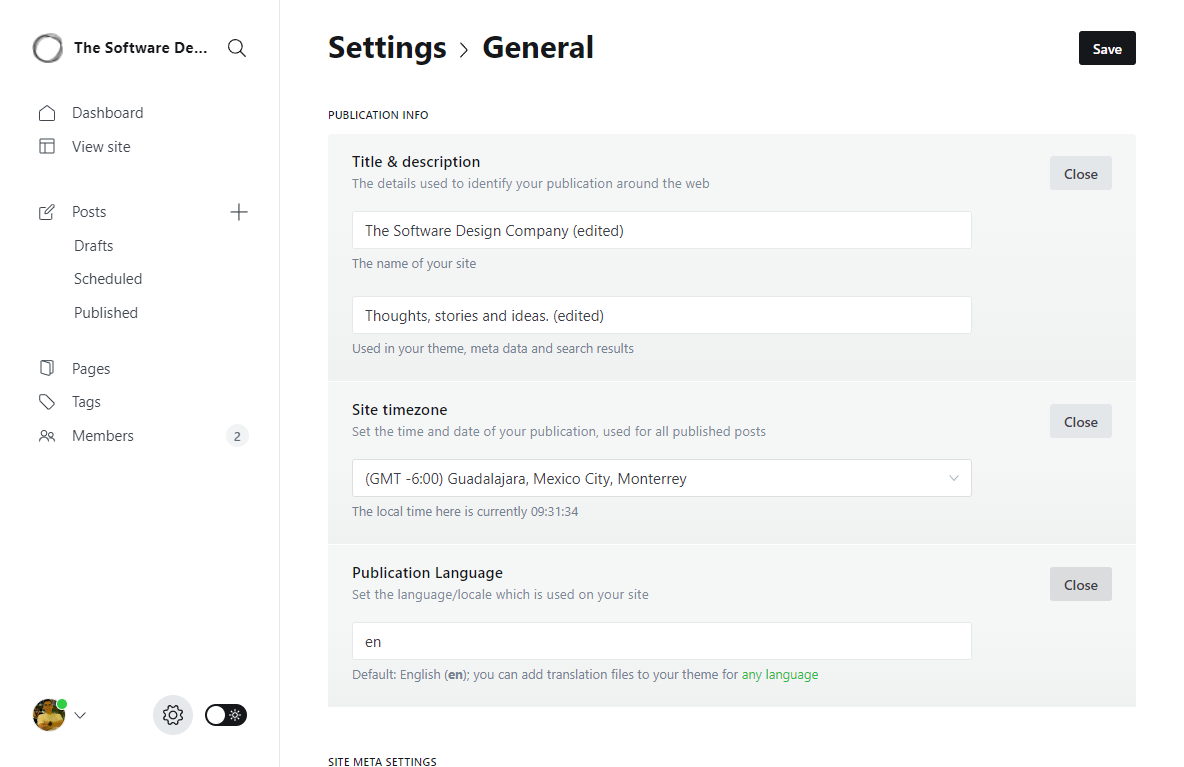 The Software De...
Dashboard
View site
Posts
Drafts
Scheduled
Published
Pages
Tags
Members
2
Settings > General
Save
PUBLICATION INFO
Title & description
The details used to identify your publication around the web
Close
The Software Design Company (edited)
The name of your site
Thoughts, stories and ideas. (edited)
Used in your theme, meta data and search results
Site timezone
Set the time and date of your publication, used for all published posts
Close
(GMT -6:00) Guadalajara, Mexico City, Monterrey
The local time here is currently 09:31:34
Publication Language
Set the language/locale which is used on your site
Close
en
Default: English (en); you can add translation files to your theme for any language
SITE META SETTINGS